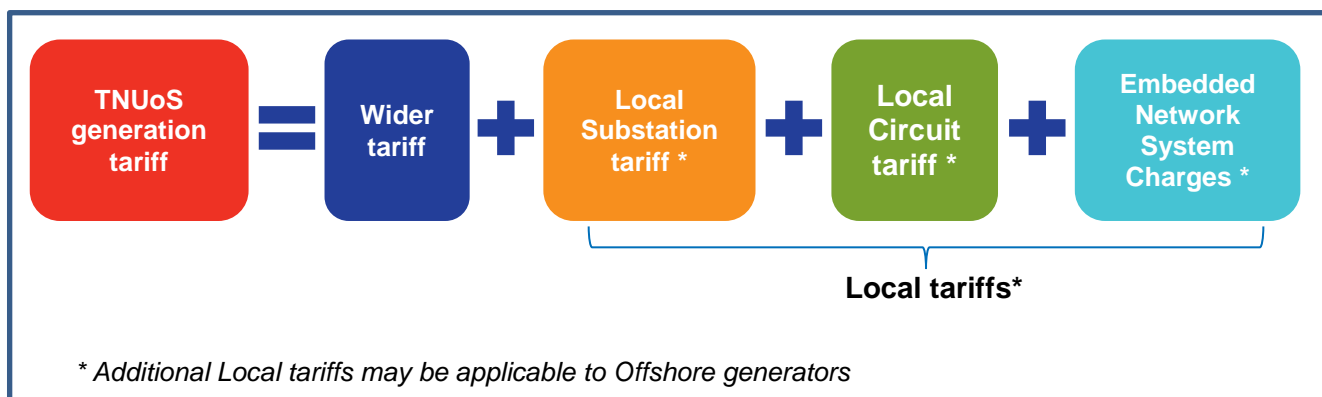 TNUoS
generation
tariff
Wider
tariff
Local
Substation
tariff *
Local
Circuit
tariff *
Embedded
Network
System
Charges *
Local tariffs*
* Additional Local tariffs may be applicable to Offshore generators